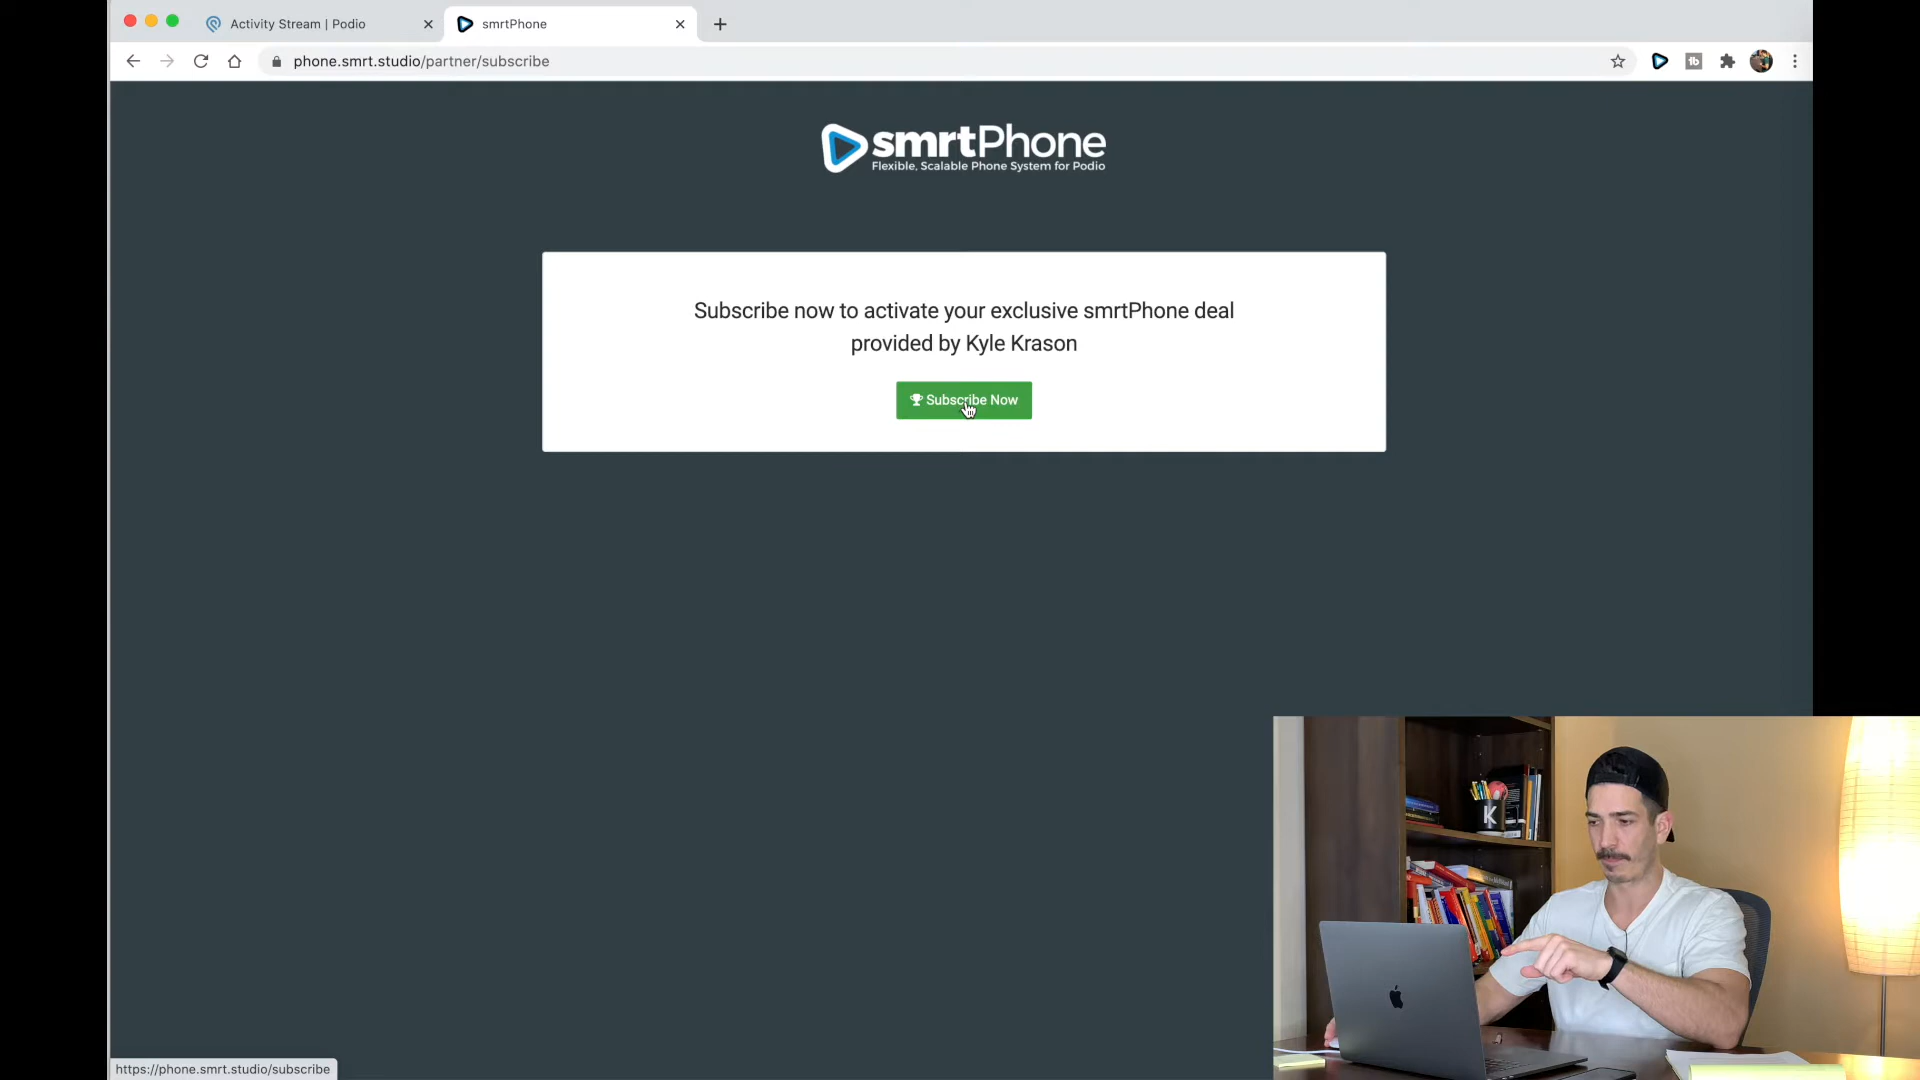 Activity Stream | Podio
smrtPhone
phone.smrt.studio/partner/subscribe
tb
smrtPhone
Flexible, Scalable Phone System for Podio
Subscribe now to activate your exclusive smrtPhone deal
provided by Kyle Krason
Subscribe Now
K
https://phone.smrt.studio/subscribe